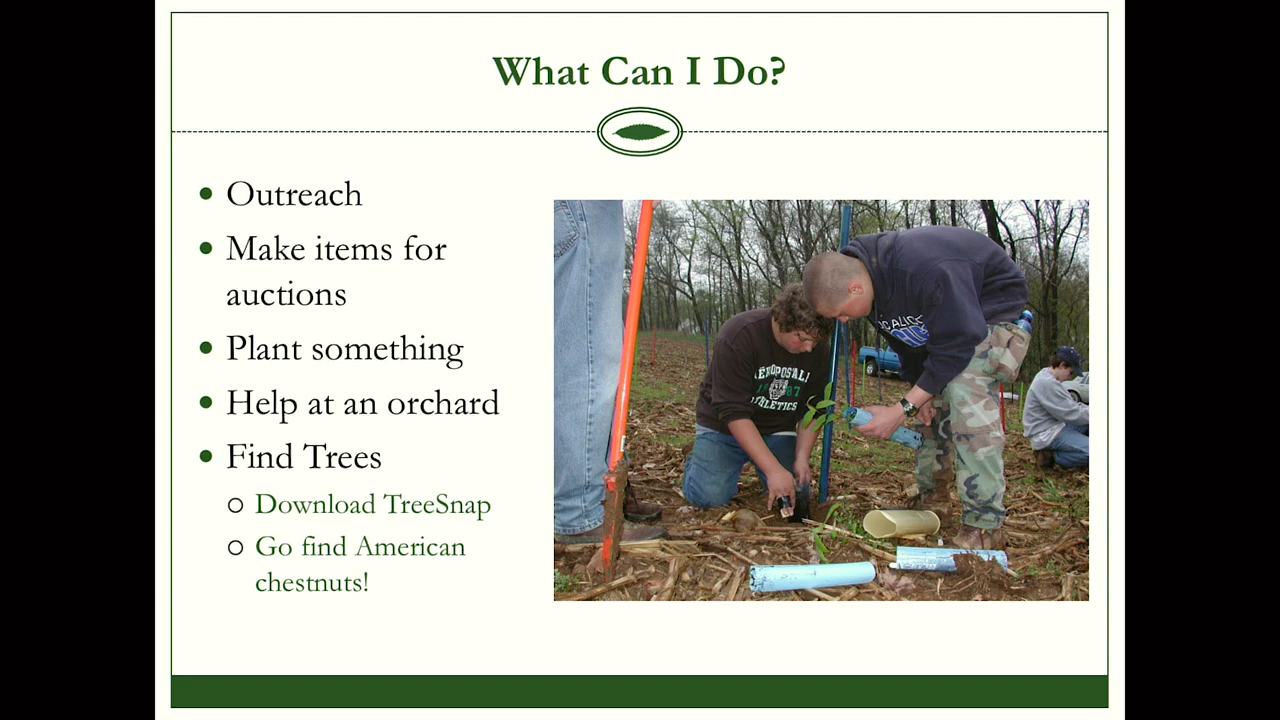 What Can I Do?
Outreach
Make items for
auctions
Plant something
Help at an orchard
Find Trees
Download TreeSnap
Go find American
chestnuts!
87